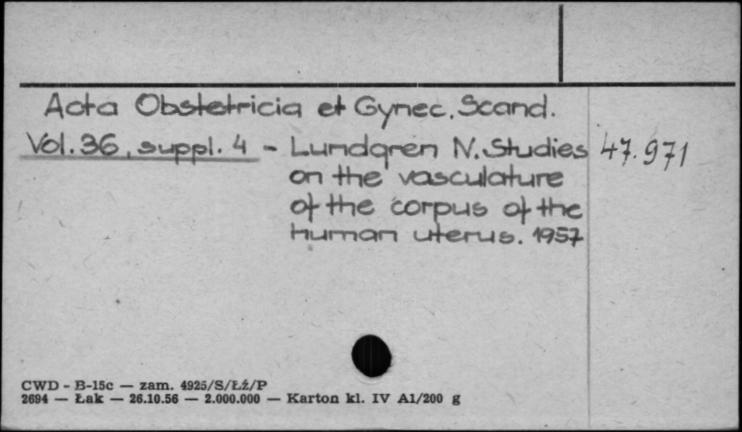 Acta Obstetricia et Gynec. Scand.
Vol. 36, suppl. 4 - Lundgren N. Studies 47.971
on the vasculature
of the corpus of the
human uterus. 1957
CWD - B-15c — zam. 4925/S/ŁŹ/P
2694 — Łak — 26.10.56 — 2.000.000 — Karton kl. IV A1/200 g